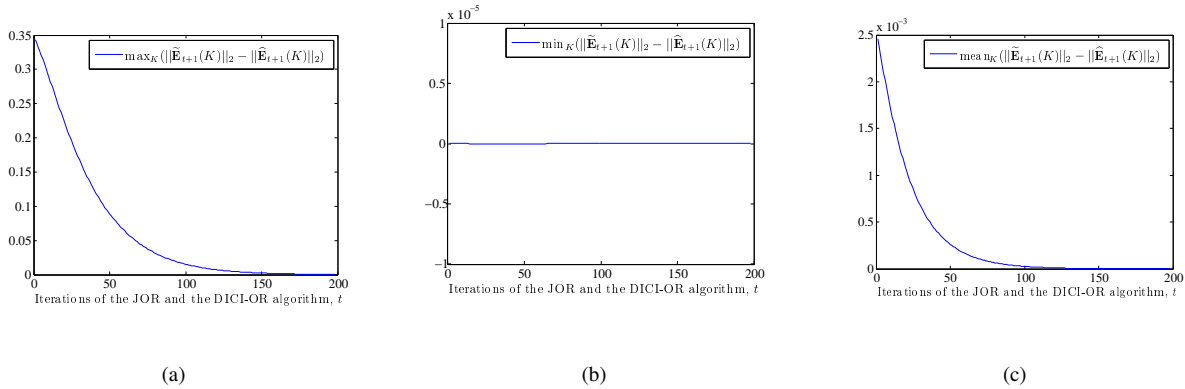 0.35
0.3
0.25
0.2
0.15
0.1
0.05
0
0 50 100 150 200
max_K(||Ẽ_{t+1}(K)||_2 − ||Ê_{t+1}(K)||_2)
Iterations of the JOR and the DICI-OR algorithm, t
(a)
x 10^{-5}
1
0.5
0
−0.5
−1
0 50 100 150 200
min_K(||Ẽ_{t+1}(K)||_2 − ||Ê_{t+1}(K)||_2)
Iterations of the JOR and the DICI-OR algorithm, t
(b)
x 10^{-3}
2.5
2
1.5
1
0.5
0
0 50 100 150 200
mean_K(||Ẽ_{t+1}(K)||_2 − ||Ê_{t+1}(K)||_2)
Iterations of the JOR and the DICI-OR algorithm, t
(c)